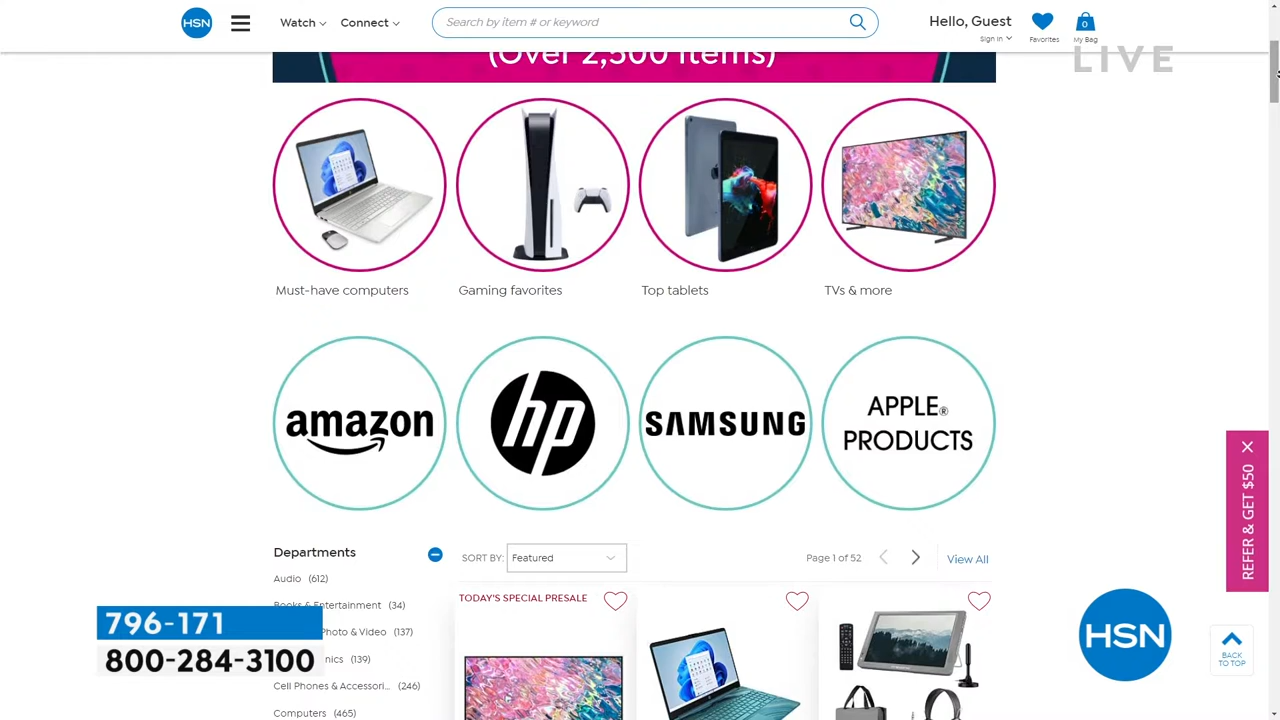 HSN
Watch
Connect
Search by item # or keyword
Hello, Guest
Sign In
Favorites
0
My Bag
LIVE
(Over 2,500 Items)
Must-have computers
Gaming favorites
Top tablets
TVs & more
amazon
hp
SAMSUNG
APPLE®
PRODUCTS
REFER & GET $50
Departments
SORT BY: Featured
Page 1 of 52
View All
Audio (612)
TODAY'S SPECIAL PRESALE
Books & Entertainment (34)
Photo & Video (137)
nics (139)
Cell Phones & Accessori... (246)
Computers (465)
796-171
800-284-3100
HSN
BACK
TO TOP